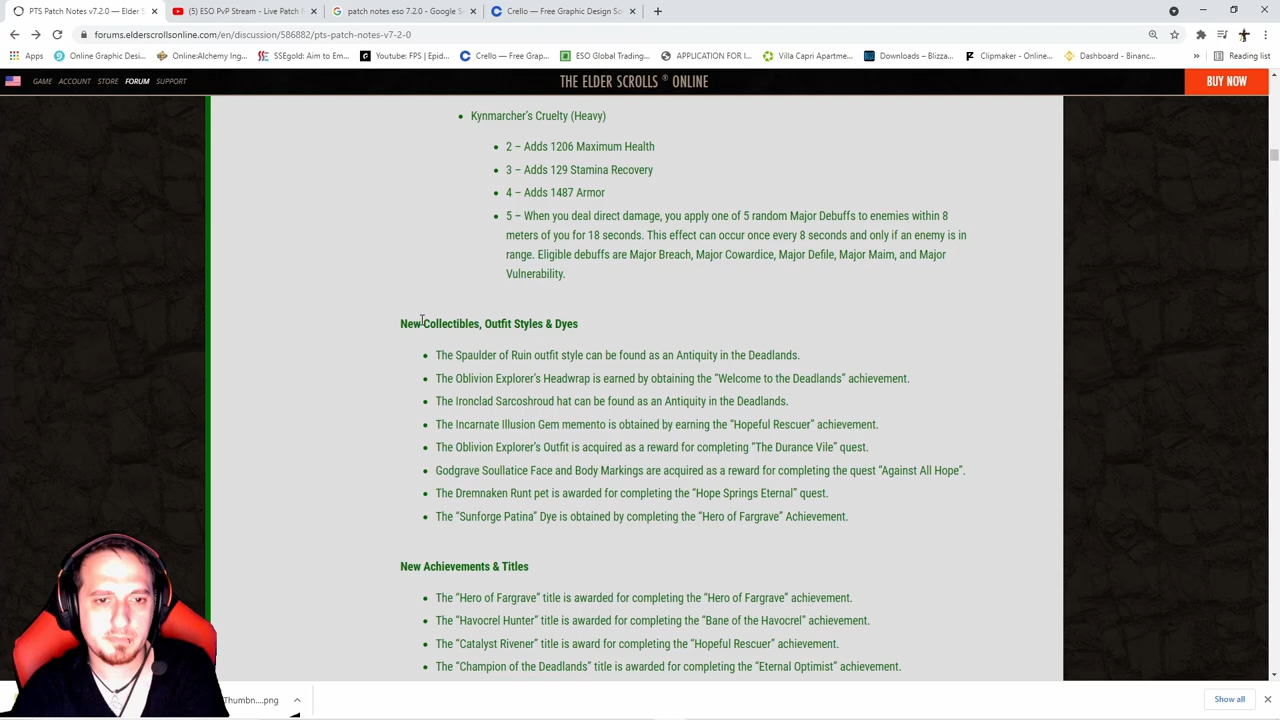 PTS Patch Notes v7.2.0 — Elder S
(5) ESO PvP Stream - Live Patch
patch notes eso 7.2.0 - Google S
Crello — Free Graphic Design So
forums.elderscrollsonline.com/en/discussion/586882/pts-patch-notes-v7-2-0
Apps
Online Graphic Desi...
Online:Alchemy Ing...
SSEgold: Aim to Em...
Youtube: FPS | Epid...
Crello — Free Grap...
ESO Global Trading...
APPLICATION FOR I...
Villa Capri Apartme...
Downloads – Blizza...
Clipmaker - Online...
Dashboard - Binanc...
Reading list
GAME ACCOUNT STORE FORUM SUPPORT
THE ELDER SCROLLS ® ONLINE
BUY NOW
Kynmarcher's Cruelty (Heavy)
2 – Adds 1206 Maximum Health
3 – Adds 129 Stamina Recovery
4 – Adds 1487 Armor
5 – When you deal direct damage, you apply one of 5 random Major Debuffs to enemies within 8
meters of you for 18 seconds. This effect can occur once every 8 seconds and only if an enemy is in
range. Eligible debuffs are Major Breach, Major Cowardice, Major Defile, Major Maim, and Major
Vulnerability.
New Collectibles, Outfit Styles & Dyes
The Spaulder of Ruin outfit style can be found as an Antiquity in the Deadlands.
The Oblivion Explorer's Headwrap is earned by obtaining the “Welcome to the Deadlands” achievement.
The Ironclad Sarcoshroud hat can be found as an Antiquity in the Deadlands.
The Incarnate Illusion Gem memento is obtained by earning the “Hopeful Rescuer” achievement.
The Oblivion Explorer's Outfit is acquired as a reward for completing “The Durance Vile” quest.
Godgrave Soullatice Face and Body Markings are acquired as a reward for completing the quest “Against All Hope”.
The Dremnaken Runt pet is awarded for completing the “Hope Springs Eternal” quest.
The “Sunforge Patina” Dye is obtained by completing the “Hero of Fargrave” Achievement.
New Achievements & Titles
The “Hero of Fargrave” title is awarded for completing the “Hero of Fargrave” achievement.
The “Havocrel Hunter” title is awarded for completing the “Bane of the Havocrel” achievement.
The “Catalyst Rivener” title is award for completing the “Hopeful Rescuer” achievement.
The “Champion of the Deadlands” title is awarded for completing the “Eternal Optimist” achievement.
Thumbn....png
Show all